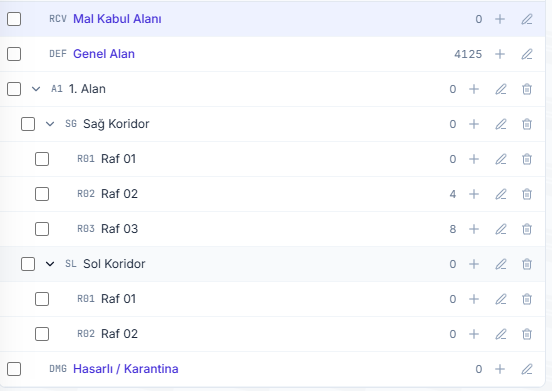 RCV Mal Kabul Alanı 0
DEF Genel Alan 4125
A1 1. Alan 0
SG Sağ Koridor 0
R01 Raf 01 0
R02 Raf 02 4
R03 Raf 03 8
SL Sol Koridor 0
R01 Raf 01 0
R02 Raf 02 0
DMG Hasarlı / Karantina 0